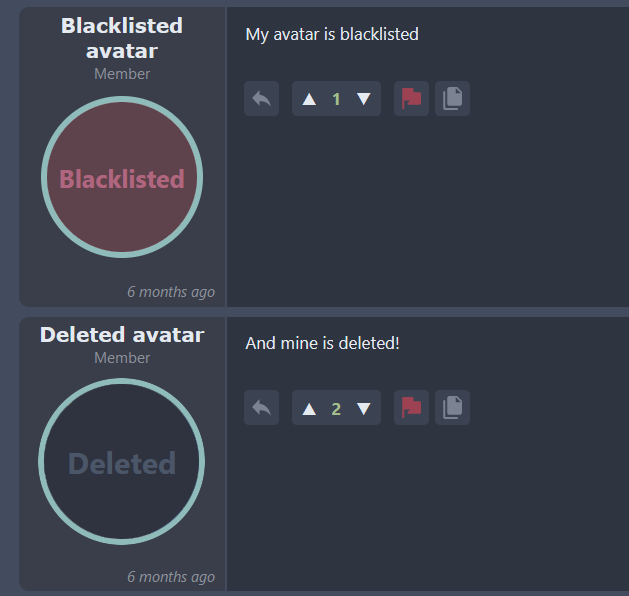 Blacklisted
avatar
Member
Blacklisted
6 months ago
My avatar is blacklisted
1
Deleted avatar
Member
Deleted
6 months ago
And mine is deleted!
2